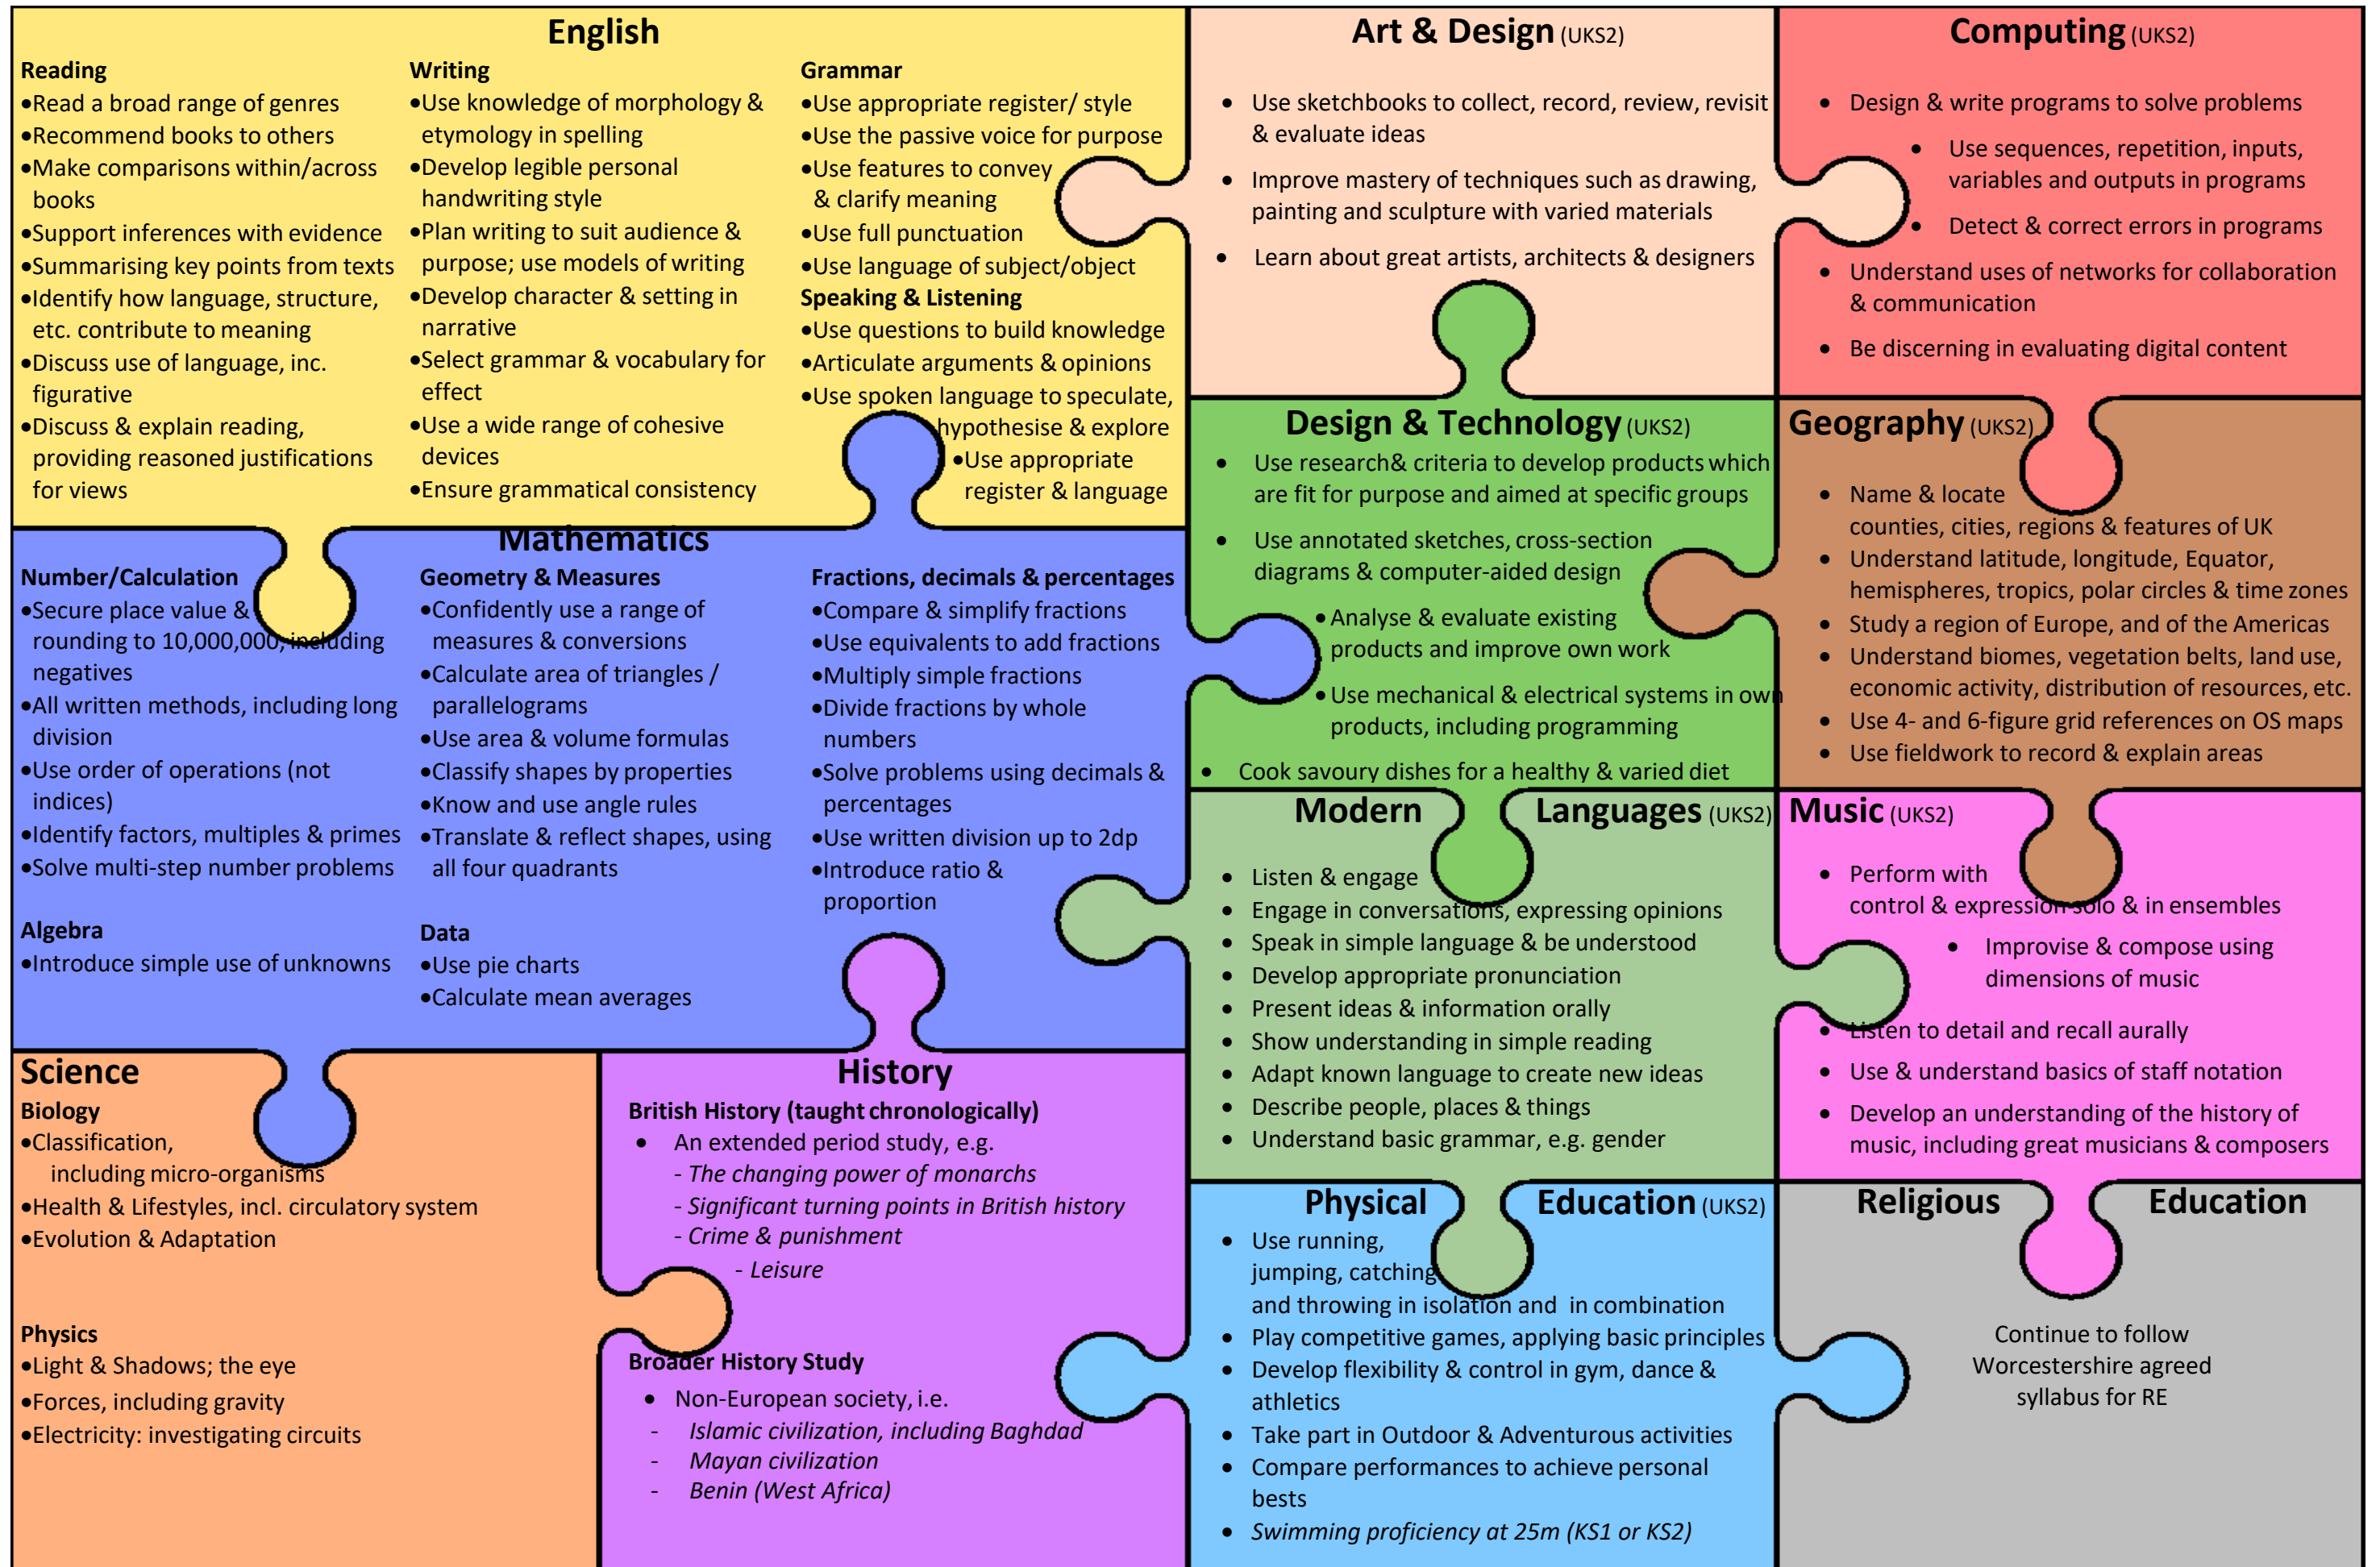 English
Reading
•Read a broad range of genres
•Recommend books to others
•Make comparisons within/across
books
•Support inferences with evidence
•Summarising key points from texts
•Identify how language, structure,
etc. contribute to meaning
•Discuss use of language, inc.
figurative
•Discuss & explain reading,
providing reasoned justifications
for views
Writing
•Use knowledge of morphology &
etymology in spelling
•Develop legible personal
handwriting style
•Plan writing to suit audience &
purpose; use models of writing
•Develop character & setting in
narrative
•Select grammar & vocabulary for
effect
•Use a wide range of cohesive
devices
•Ensure grammatical consistency
Grammar
•Use appropriate register/ style
•Use the passive voice for purpose
•Use features to convey
& clarify meaning
•Use full punctuation
•Use language of subject/object
Speaking & Listening
•Use questions to build knowledge
•Articulate arguments & opinions
•Use spoken language to speculate,
hypothesise & explore
•Use appropriate
register & language
Art & Design (UKS2)
• Use sketchbooks to collect, record, review, revisit
& evaluate ideas
• Improve mastery of techniques such as drawing,
painting and sculpture with varied materials
• Learn about great artists, architects & designers
Computing (UKS2)
• Design & write programs to solve problems
• Use sequences, repetition, inputs,
variables and outputs in programs
• Detect & correct errors in programs
• Understand uses of networks for collaboration
& communication
• Be discerning in evaluating digital content
Design & Technology (UKS2)
• Use research& criteria to develop products which
are fit for purpose and aimed at specific groups
• Use annotated sketches, cross-section
diagrams & computer-aided design
• Analyse & evaluate existing
products and improve own work
• Use mechanical & electrical systems in own
products, including programming
• Cook savoury dishes for a healthy & varied diet
Geography (UKS2)
• Name & locate
counties, cities, regions & features of UK
• Understand latitude, longitude, Equator,
hemispheres, tropics, polar circles & time zones
• Study a region of Europe, and of the Americas
• Understand biomes, vegetation belts, land use,
economic activity, distribution of resources, etc.
• Use 4- and 6-figure grid references on OS maps
• Use fieldwork to record & explain areas
Mathematics
Number/Calculation
•Secure place value &
rounding to 10,000,000, including
negatives
•All written methods, including long
division
•Use order of operations (not
indices)
•Identify factors, multiples & primes
•Solve multi-step number problems
Algebra
•Introduce simple use of unknowns
Geometry & Measures
•Confidently use a range of
measures & conversions
•Calculate area of triangles /
parallelograms
•Use area & volume formulas
•Classify shapes by properties
•Know and use angle rules
•Translate & reflect shapes, using
all four quadrants
Data
•Use pie charts
•Calculate mean averages
Fractions, decimals & percentages
•Compare & simplify fractions
•Use equivalents to add fractions
•Multiply simple fractions
•Divide fractions by whole
numbers
•Solve problems using decimals &
percentages
•Use written division up to 2dp
•Introduce ratio &
proportion
Modern Languages (UKS2)
• Listen & engage
• Engage in conversations, expressing opinions
• Speak in simple language & be understood
• Develop appropriate pronunciation
• Present ideas & information orally
• Show understanding in simple reading
• Adapt known language to create new ideas
• Describe people, places & things
• Understand basic grammar, e.g. gender
Music (UKS2)
• Perform with
control & expression solo & in ensembles
• Improvise & compose using
dimensions of music
• Listen to detail and recall aurally
• Use & understand basics of staff notation
• Develop an understanding of the history of
music, including great musicians & composers
Science
Biology
•Classification,
including micro-organisms
•Health & Lifestyles, incl. circulatory system
•Evolution & Adaptation
Physics
•Light & Shadows; the eye
•Forces, including gravity
•Electricity: investigating circuits
History
British History (taught chronologically)
• An extended period study, e.g.
- The changing power of monarchs
- Significant turning points in British history
- Crime & punishment
- Leisure
Broader History Study
• Non-European society, i.e.
- Islamic civilization, including Baghdad
- Mayan civilization
- Benin (West Africa)
Physical Education (UKS2)
• Use running,
jumping, catching
and throwing in isolation and in combination
• Play competitive games, applying basic principles
• Develop flexibility & control in gym, dance &
athletics
• Take part in Outdoor & Adventurous activities
• Compare performances to achieve personal
bests
• Swimming proficiency at 25m (KS1 or KS2)
Religious Education
Continue to follow
Worcestershire agreed
syllabus for RE